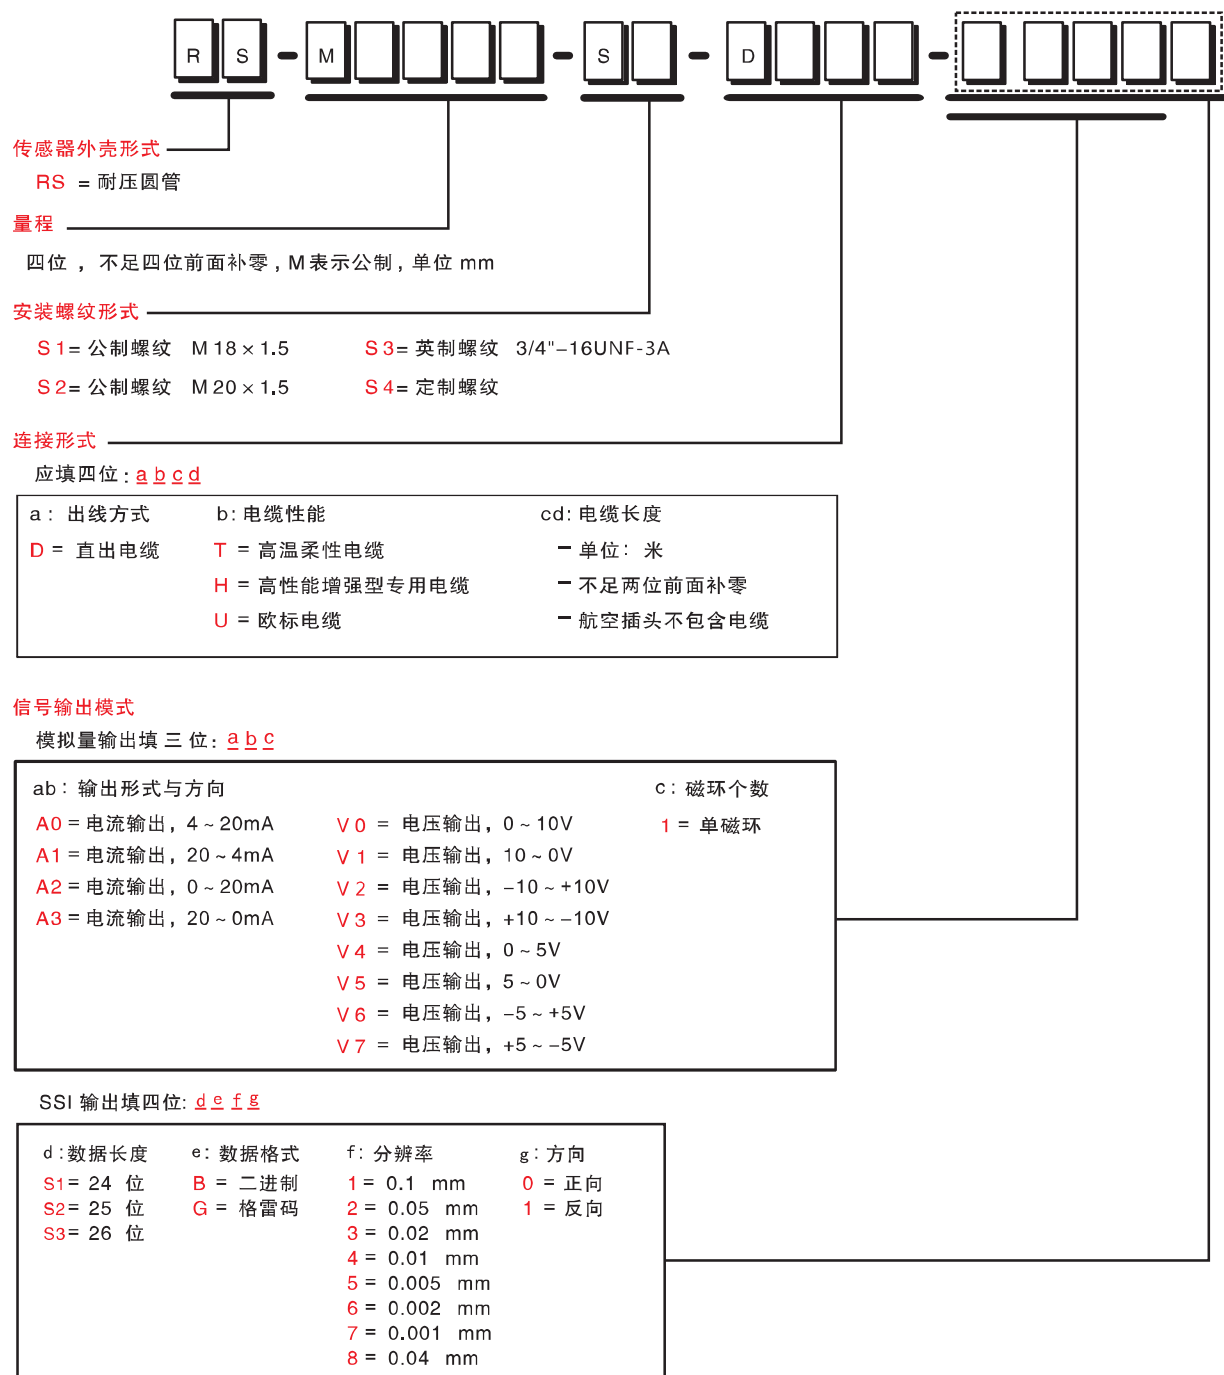 R S - M - S - D -
传感器外壳形式
RS = 耐压圆管
量程
四位 ，不足四位前面补零 , M 表示公制 , 单位 mm
安装螺纹形式
S 1= 公制螺纹 M 18 × 1.5 S 3= 英制螺纹 3/4"–16UNF-3A
S 2= 公制螺纹 M 20 × 1.5 S 4= 定制螺纹
连接形式
应填四位 : a b c d
a : 出线方式 b: 电缆性能 cd: 电缆长度
D = 直出电缆 T = 高温柔性电缆 – 单位: 米
H = 高性能增强型专用电缆 – 不足两位前面补零
U = 欧标电缆 – 航空插头不包含电缆
信号输出模式
模拟量输出填 三 位: a b c
ab : 输出形式与方向 c : 磁环个数
A0 = 电流输出, 4 ~ 20mA V 0 = 电压输出, 0 ~ 10V 1 = 单磁环
A1 = 电流输出, 20 ~ 4mA V 1 = 电压输出, 10 ~ 0V
A2 = 电流输出, 0 ~ 20mA V 2 = 电压输出, –10 ~ +10V
A3 = 电流输出, 20 ~ 0mA V 3 = 电压输出, +10 ~ –10V
V 4 = 电压输出, 0 ~ 5V
V 5 = 电压输出, 5 ~ 0V
V 6 = 电压输出, –5 ~ +5V
V 7 = 电压输出, +5 ~ –5V
SSI 输出填四位: d e f g
d :数据长度 e: 数据格式 f: 分辨率 g: 方向
S1= 24 位 B = 二进制 1 = 0.1 mm 0 = 正向
S2= 25 位 G = 格雷码 2 = 0.05 mm 1 = 反向
S3= 26 位 3 = 0.02 mm
4 = 0.01 mm
5 = 0.005 mm
6 = 0.002 mm
7 = 0.001 mm
8 = 0.04 mm